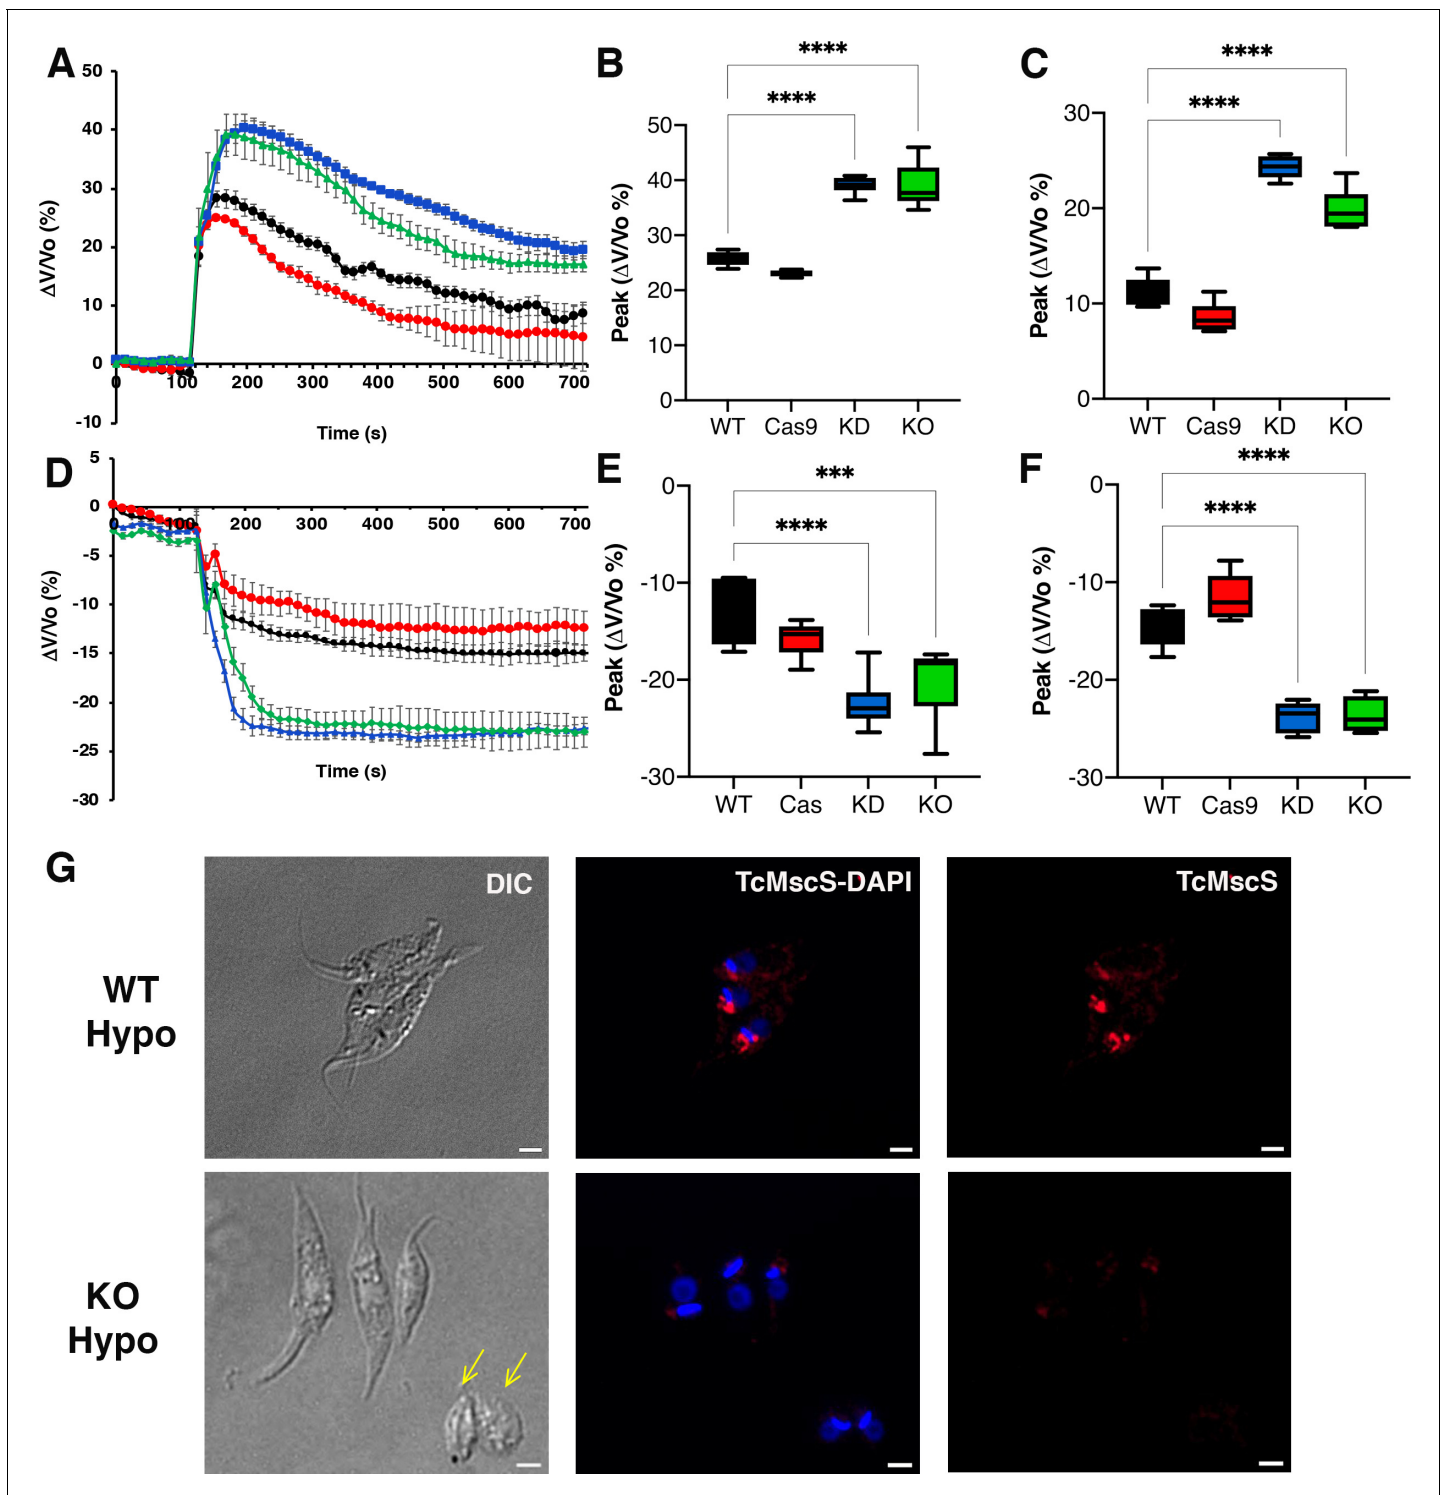 A
50
40
30
20
10
0
-10
ΔV/Vo (%)
0 100 200 300 400 500 600 700
Time (s)
B
****
****
50
40
30
20
10
0
Peak (ΔV/Vo %)
WT Cas9 KD KO
C
****
****
30
20
10
0
Peak (ΔV/Vo %)
WT Cas9 KD KO
D
5
0
-5
-10
-15
-20
-25
-30
ΔV/Vo (%)
0 100 200 300 400 500 600 700
Time (s)
E
***
****
0
-10
-20
-30
Peak (ΔV/Vo %)
WT Cas KD KO
F
****
****
0
-10
-20
-30
Peak (ΔV/Vo %)
WT Cas9 KD KO
G
DIC
TcMscS-DAPI
TcMscS
WT
Hypo
KO
Hypo